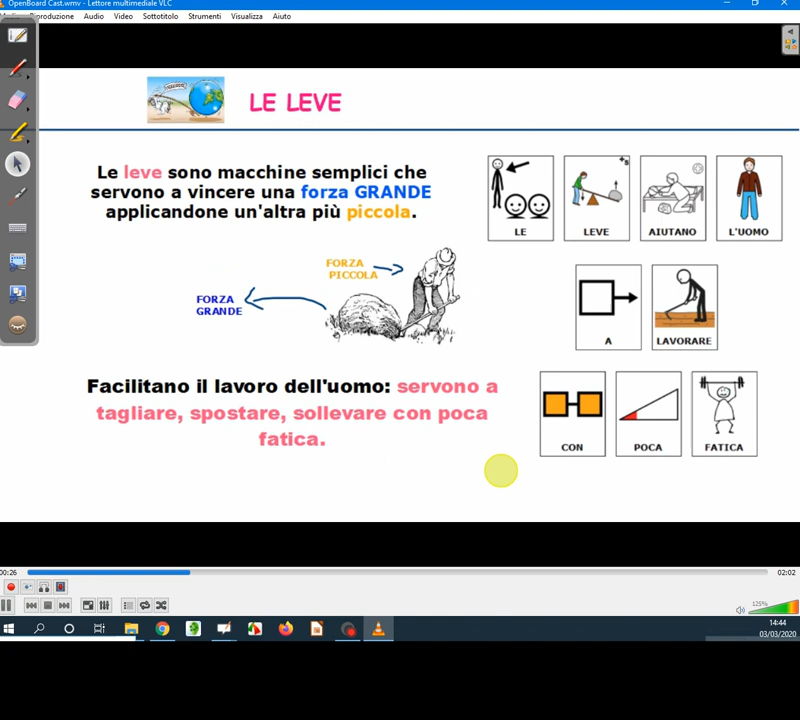 OpenBoard Cast.wmv - Lettore multimediale VLC
Riproduzione Audio Video Sottotitolo Strumenti Visualizza Aiuto
LE LEVE
Le leve sono macchine semplici che
servono a vincere una forza GRANDE
applicandone un'altra più piccola.
LE LEVE AIUTANO L'UOMO
FORZA
PICCOLA
FORZA
GRANDE
A LAVORARE
Facilitano il lavoro dell'uomo: servono a
tagliare, spostare, sollevare con poca
fatica.
CON POCA FATICA
00:26 02:02
125%
14:44
03/03/2020